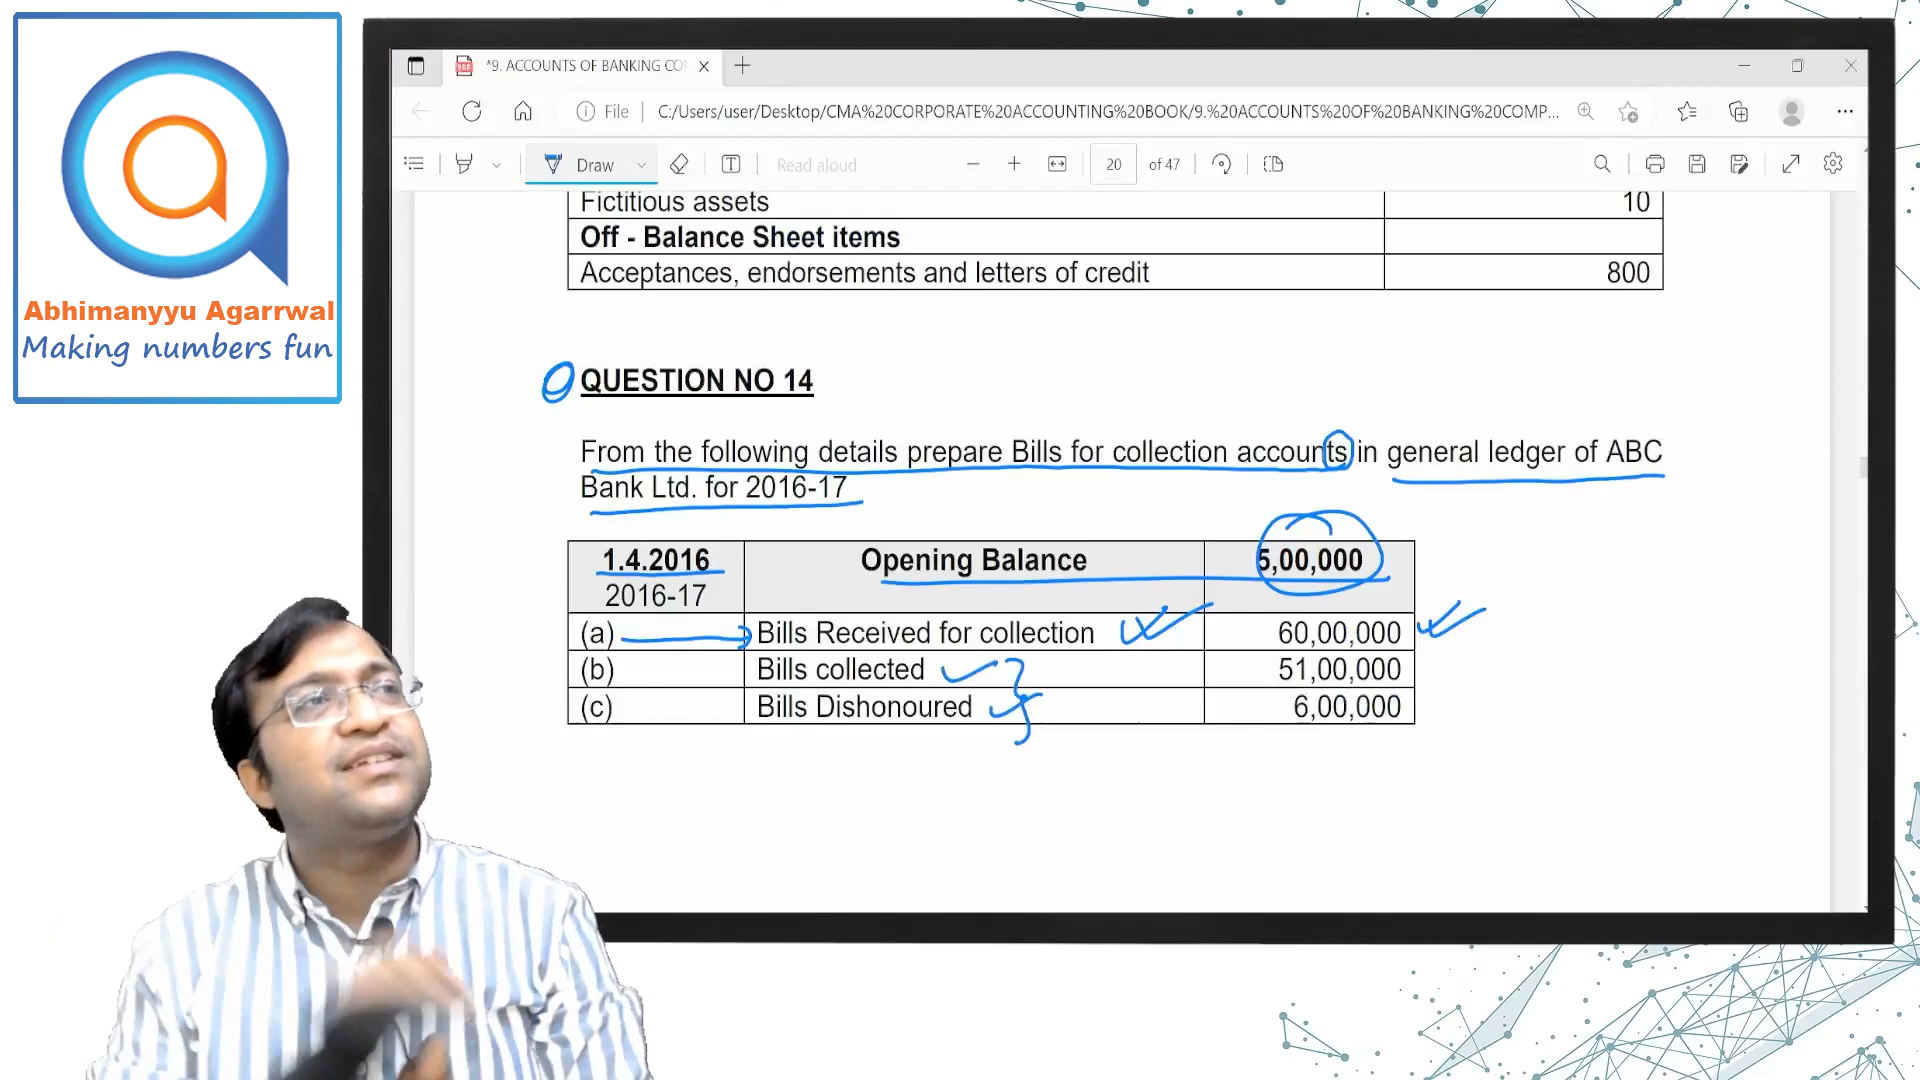 Abhimanyyu Agarrwal
Making numbers fun
*9. ACCOUNTS OF BANKING CO
File
C:/Users/user/Desktop/CMA%20CORPORATE%20ACCOUNTING%20BOOK/9.%20ACCOUNTS%20OF%20BANKING%20COMP...
Draw
Read aloud
20 of 47
Fictitious assets 10
Off - Balance Sheet items
Acceptances, endorsements and letters of credit 800
QUESTION NO 14
From the following details prepare Bills for collection accounts in general ledger of ABC
Bank Ltd. for 2016-17
1.4.2016 Opening Balance 5,00,000
2016-17
(a) Bills Received for collection 60,00,000
(b) Bills collected 51,00,000
(c) Bills Dishonoured 6,00,000